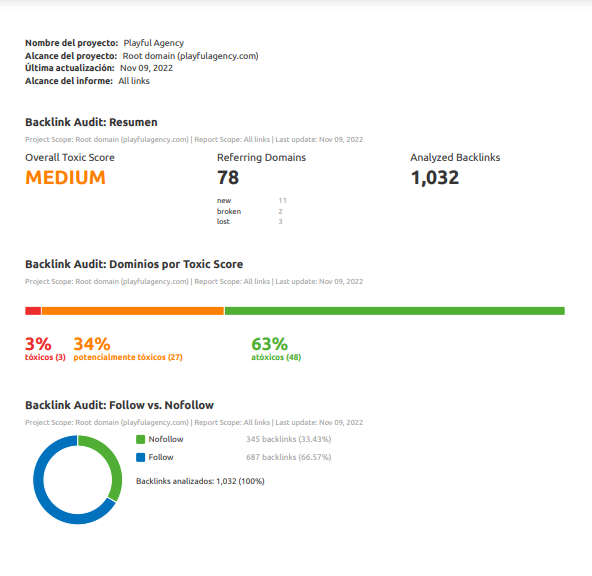 Nombre del proyecto: Playful Agency
Alcance del proyecto: Root domain (playfulagency.com)
Última actualización: Nov 09, 2022
Alcance del informe: All links
Backlink Audit: Resumen
Project Scope: Root domain (playfulagency.com) | Report Scope: All links | Last update: Nov 09, 2022
Overall Toxic Score Referring Domains Analyzed Backlinks
MEDIUM 78 1,032
new 11
broken 2
lost 3
Backlink Audit: Dominios por Toxic Score
Project Scope: Root domain (playfulagency.com) | Report Scope: All links | Last update: Nov 09, 2022
3% 34% 63%
tóxicos (3) potencialmente tóxicos (27) atóxicos (48)
Backlink Audit: Follow vs. Nofollow
Project Scope: Root domain (playfulagency.com) | Report Scope: All links | Last update: Nov 09, 2022
Nofollow 345 backlinks (33.43%)
Follow 687 backlinks (66.57%)
Backlinks analizados: 1,032 (100%)